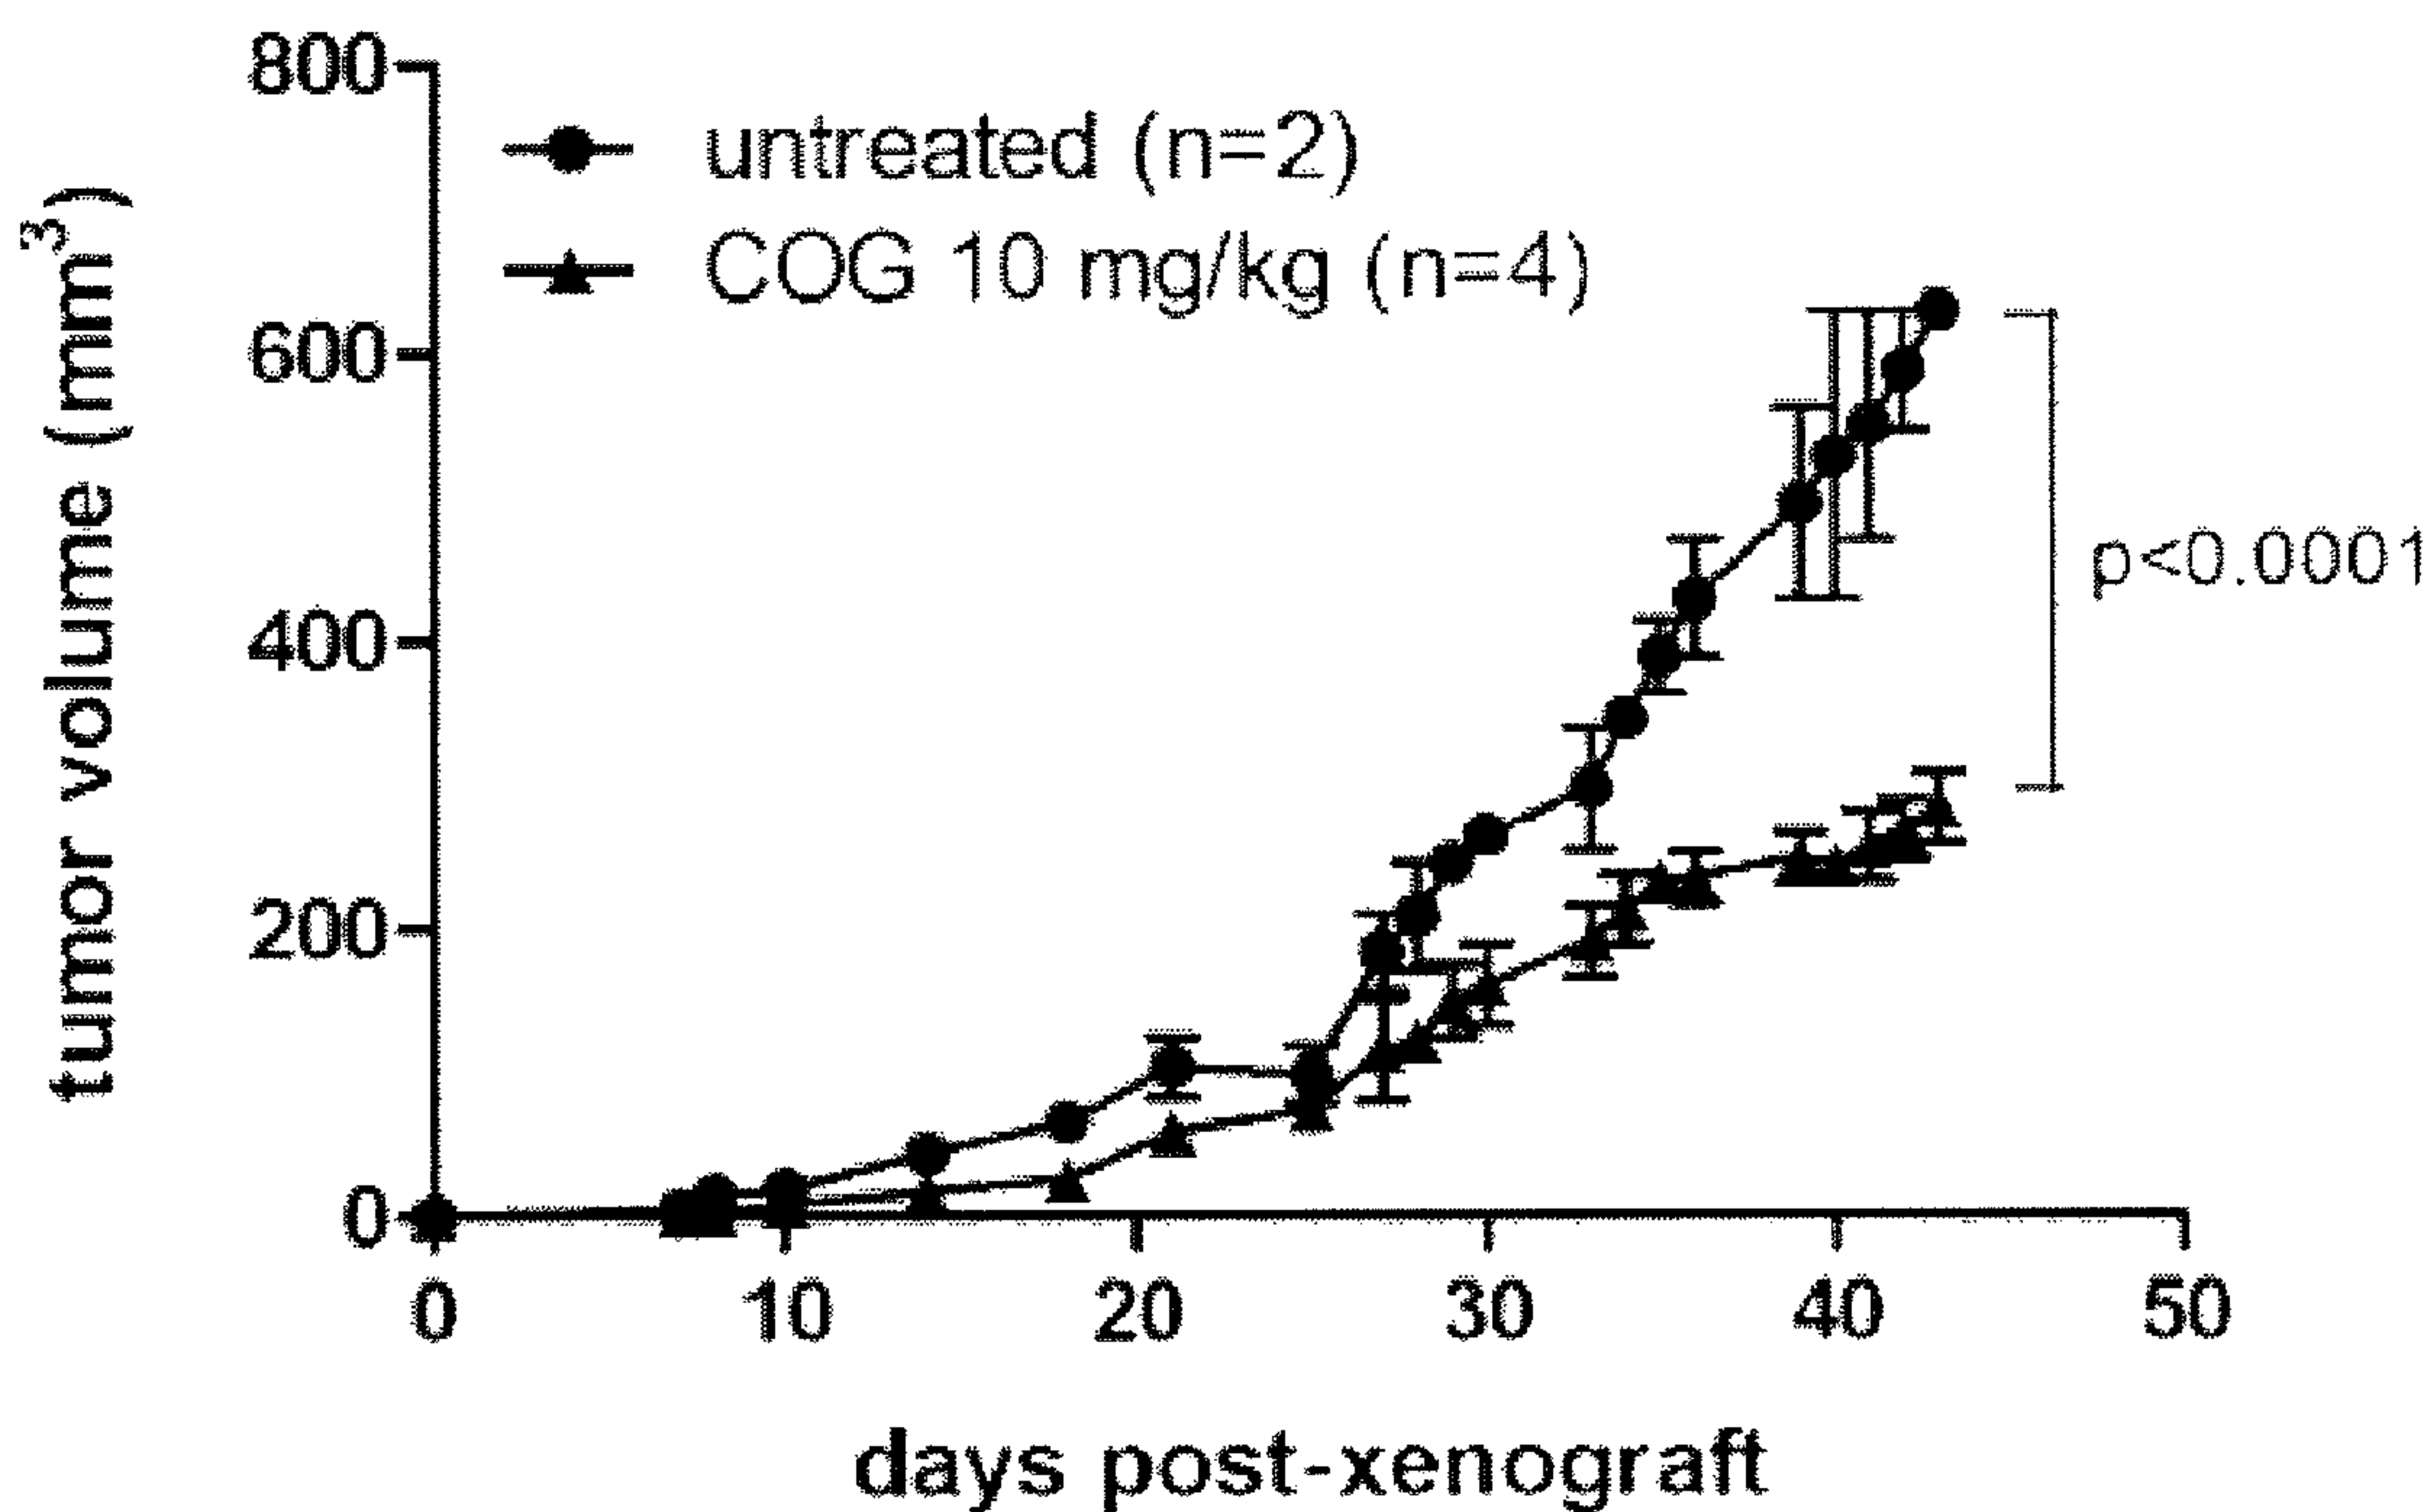 800
600
400
200
0
tumor volume (mm³)
untreated (n=2)
COG 10 mg/kg (n=4)
p<0.0001
0 10 20 30 40 50
days post-xenograft